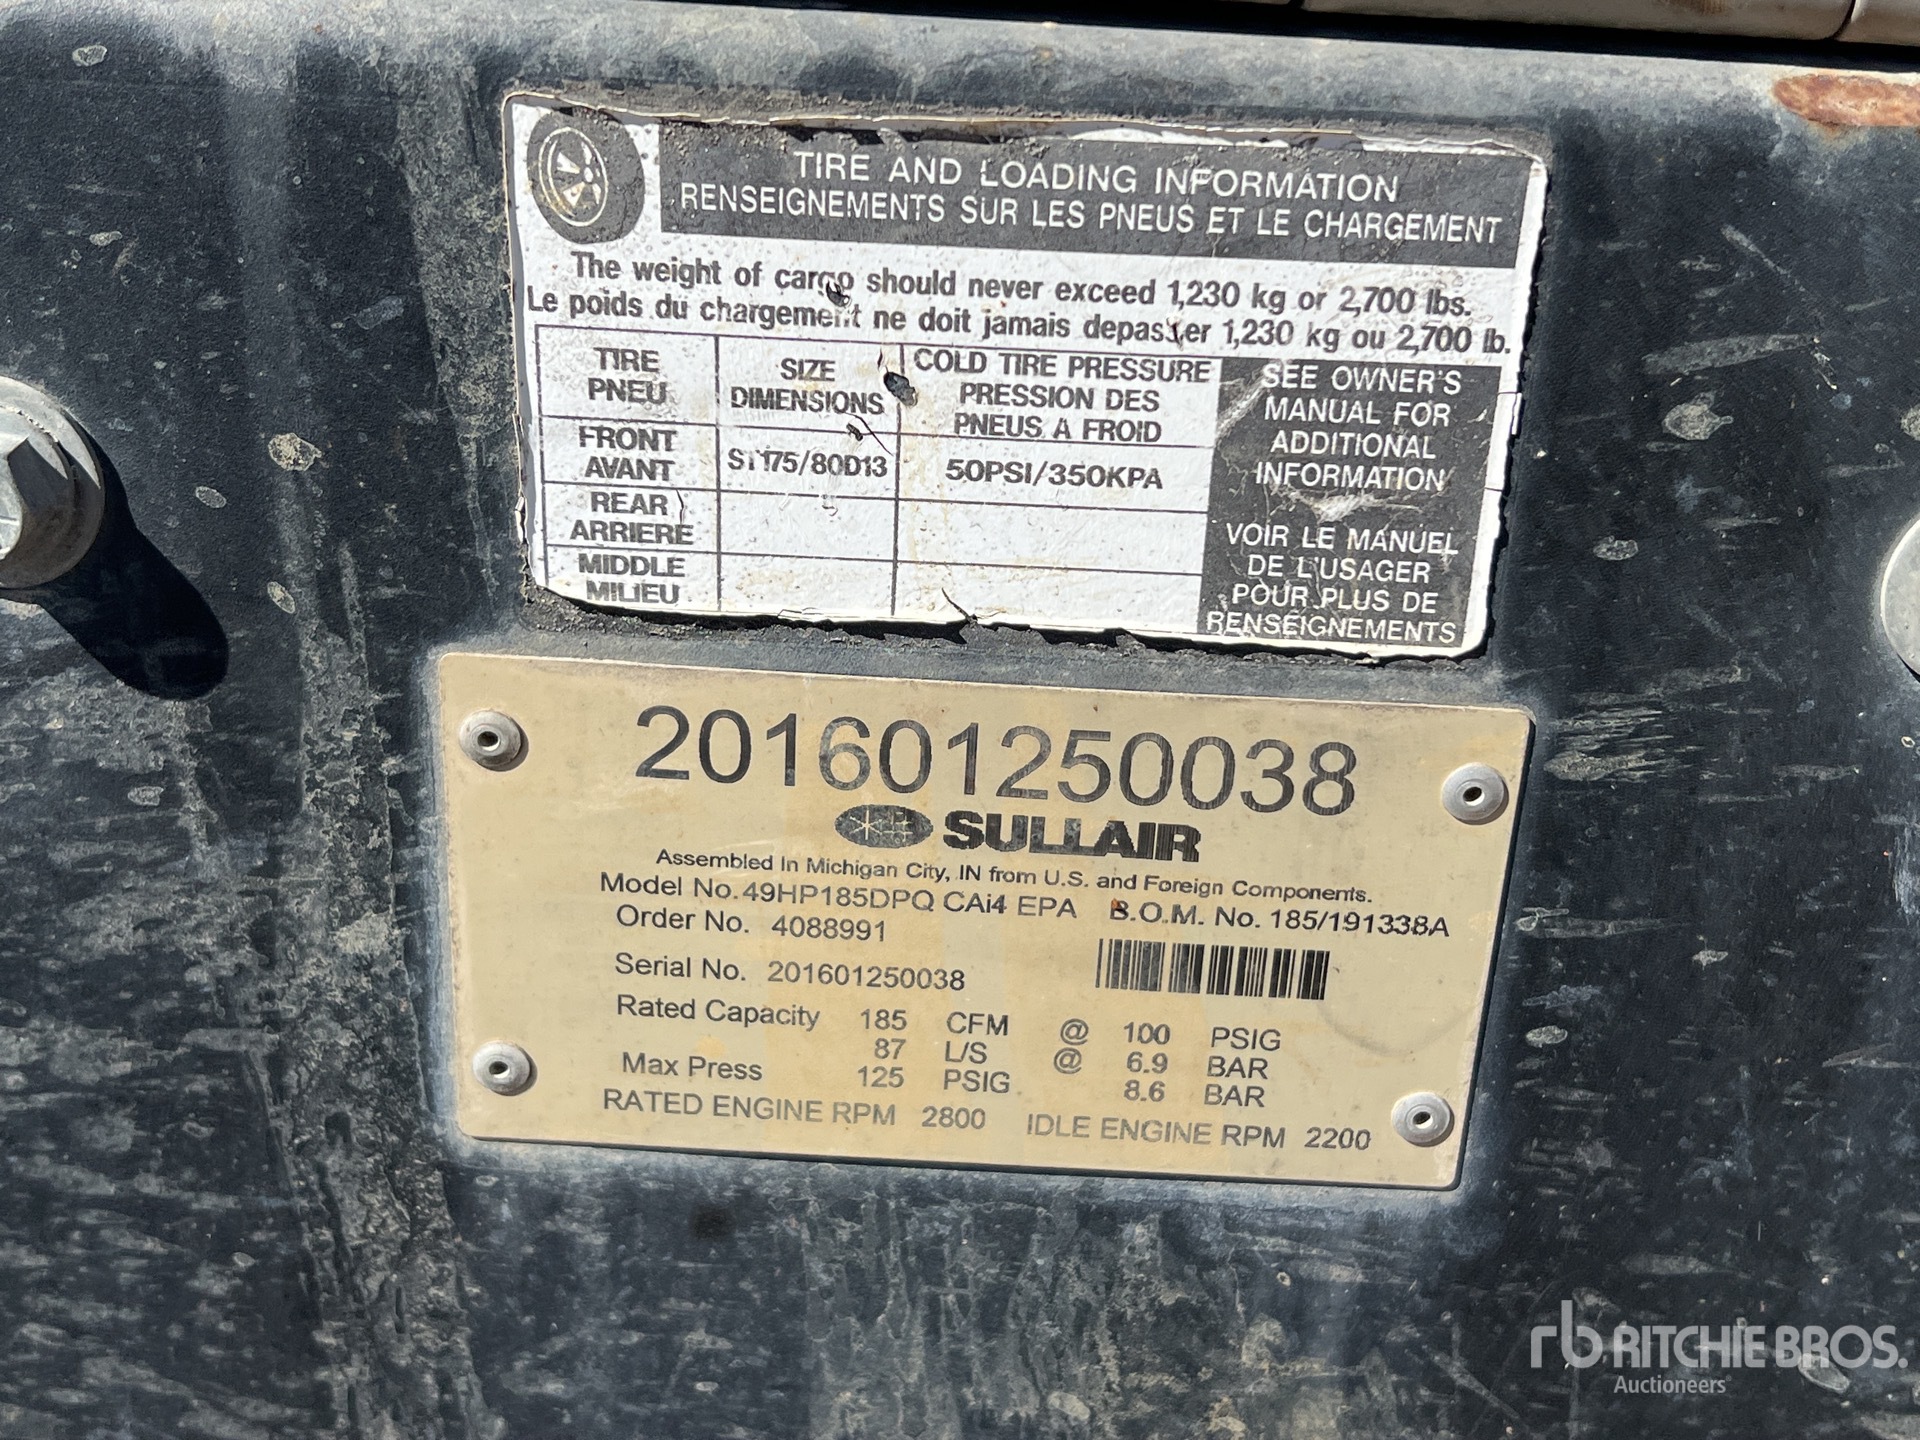 TIRE AND LOADING INFORMATION
RENSEIGNEMENTS SUR LES PNEUS ET LE CHARGEMENT
The weight of cargo should never exceed 1,230 kg or 2,700 lbs.
Le poids du chargement ne doit jamais depasser 1,230 kg ou 2,700 lb.
TIRE
PNEU
SIZE
DIMENSIONS
COLD TIRE PRESSURE
PRESSION DES
PNEUS A FROID
SEE OWNER'S
MANUAL FOR
ADDITIONAL
INFORMATION
VOIR LE MANUEL
DE L'USAGER
POUR PLUS DE
RENSEIGNEMENTS
FRONT
AVANT
ST175/80D13
50PSI/350KPA
REAR
ARRIERE
MIDDLE
MILIEU
201601250038
SULLAIR
Assembled In Michigan City, IN from U.S. and Foreign Components.
Model No. 49HP185DPQ CAi4 EPA B.O.M. No. 185/191338A
Order No. 4088991
Serial No. 201601250038
Rated Capacity 185 CFM @ 100 PSIG
87 L/S @ 6.9 BAR
Max Press 125 PSIG 8.6 BAR
RATED ENGINE RPM 2800 IDLE ENGINE RPM 2200
rb RITCHIE BROS.
Auctioneers